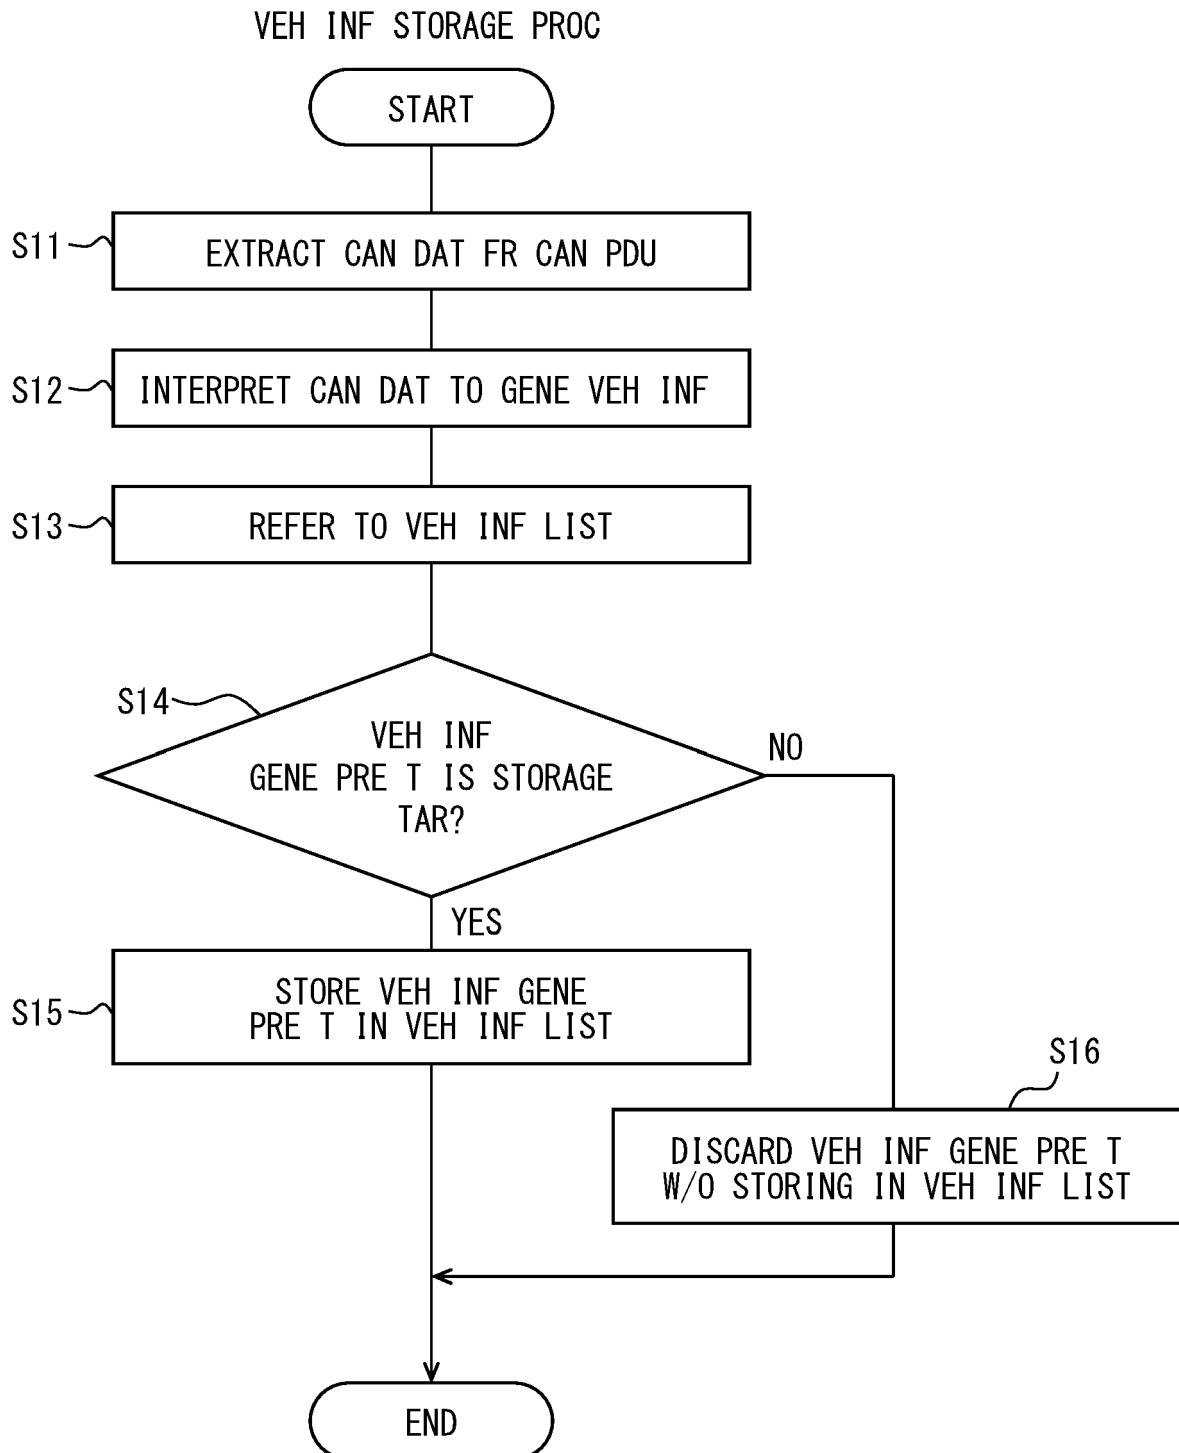 VEH INF STORAGE PROC
START
S11
EXTRACT CAN DAT FR CAN PDU
S12
INTERPRET CAN DAT TO GENE VEH INF
S13
REFER TO VEH INF LIST
S14
VEH INF
GENE PRE T IS STORAGE
TAR?
NO
YES
S15
STORE VEH INF GENE
PRE T IN VEH INF LIST
S16
DISCARD VEH INF GENE PRE T
W/O STORING IN VEH INF LIST
END